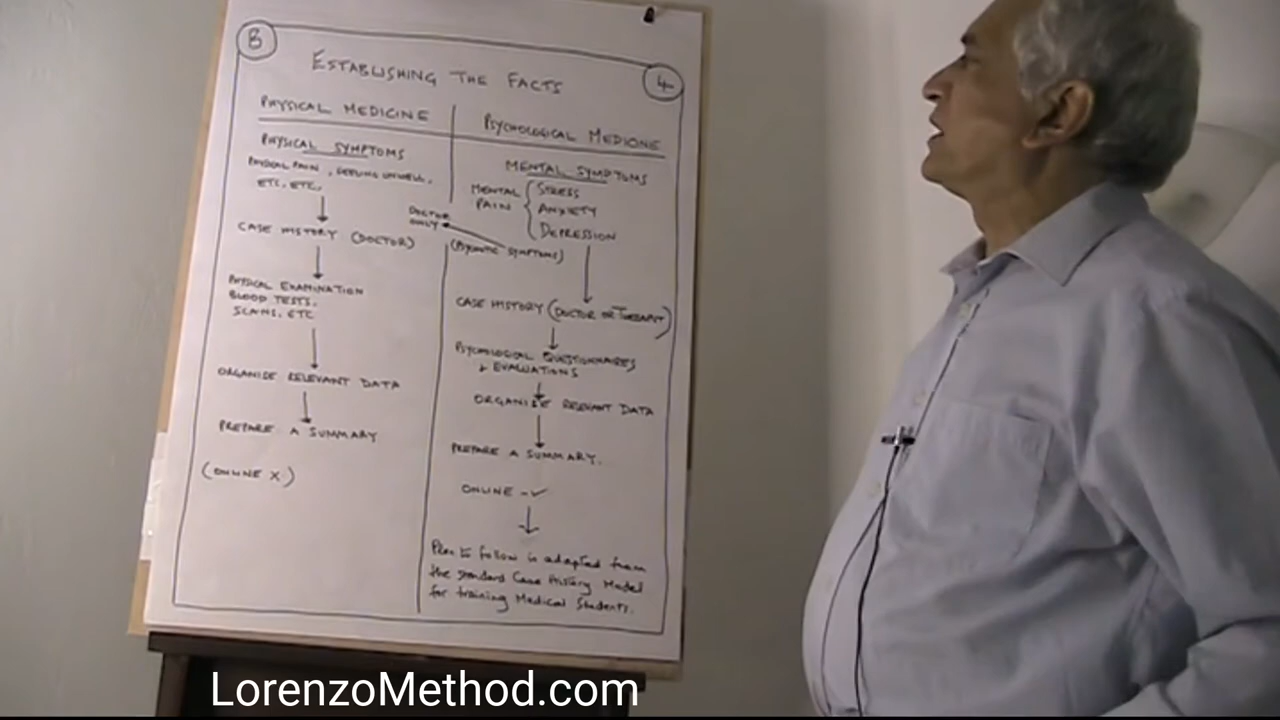 B
4
ESTABLISHING THE FACTS
PHYSICAL MEDICINE
PHYSICAL SYMPTOMS
PHYSICAL PAIN, FEELING UNWELL,
ETC, ETC,
CASE HISTORY (DOCTOR)
PHYSICAL EXAMINATION
BLOOD TESTS,
SCANS, ETC
ORGANISE RELEVANT DATA
PREPARE A SUMMARY
(ONLINE X)
PSYCHOLOGICAL MEDICINE
MENTAL SYMPTOMS
MENTAL PAIN { STRESS
ANXIETY
DEPRESSION
DOCTOR ONLY
(PSYCHOTIC SYMPTOMS)
CASE HISTORY (DOCTOR OR THERAPIST)
PSYCHOLOGICAL QUESTIONNAIRES
+ EVALUATIONS
ORGANISE RELEVANT DATA
PREPARE A SUMMARY.
ONLINE - ✓
Plan to follow is adapted from
the standard Case History Model
for training Medical Students.
LorenzoMethod.com